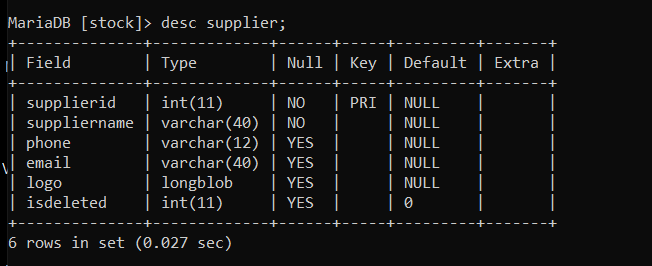 MariaDB [stock]> desc supplier;
+--------------+-------------+------+-----+---------+-------+
| Field        | Type        | Null | Key | Default | Extra |
+--------------+-------------+------+-----+---------+-------+
| supplierid   | int(11)     | NO   | PRI | NULL    |       |
| suppliername | varchar(40) | NO   |     | NULL    |       |
| phone        | varchar(12) | YES  |     | NULL    |       |
| email        | varchar(40) | YES  |     | NULL    |       |
| logo         | longblob    | YES  |     | NULL    |       |
| isdeleted    | int(11)     | YES  |     | 0       |       |
+--------------+-------------+------+-----+---------+-------+
6 rows in set (0.027 sec)